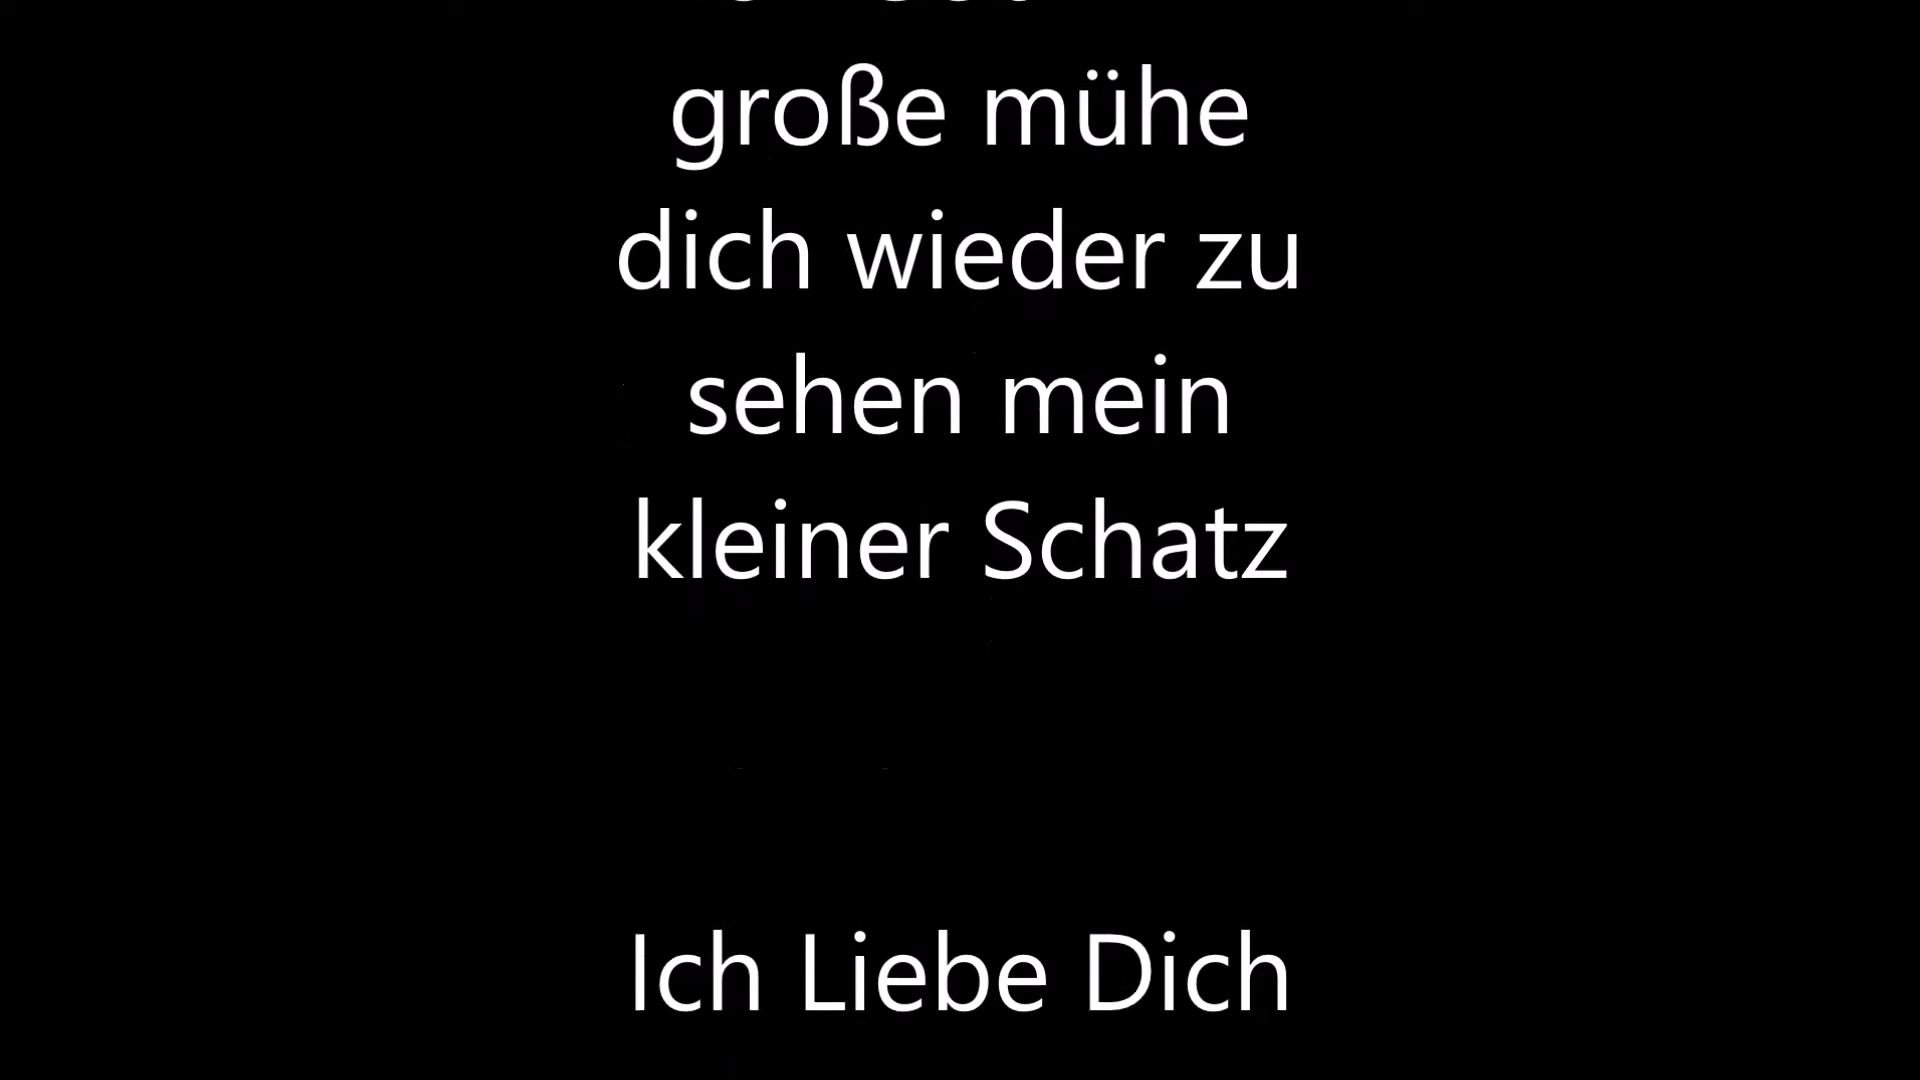 große mühe
dich wieder zu
sehen mein
kleiner Schatz
Ich Liebe Dich